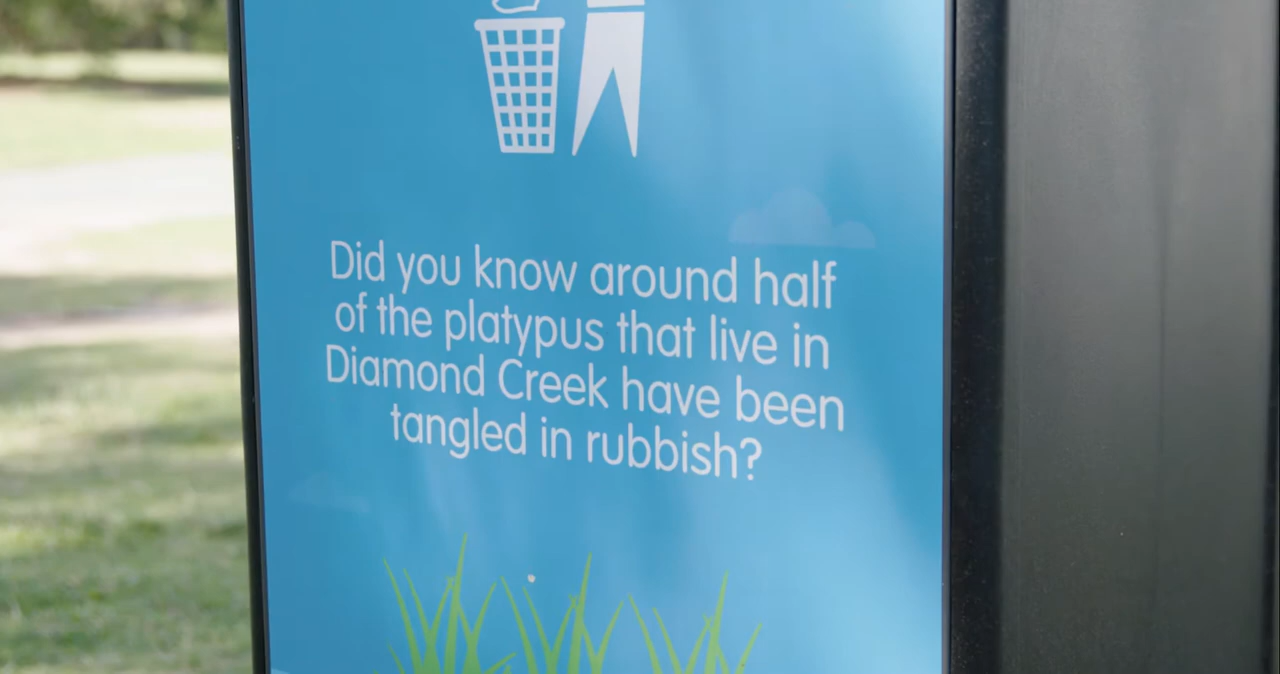 Did you know around half
of the platypus that live in
Diamond Creek have been
tangled in rubbish?